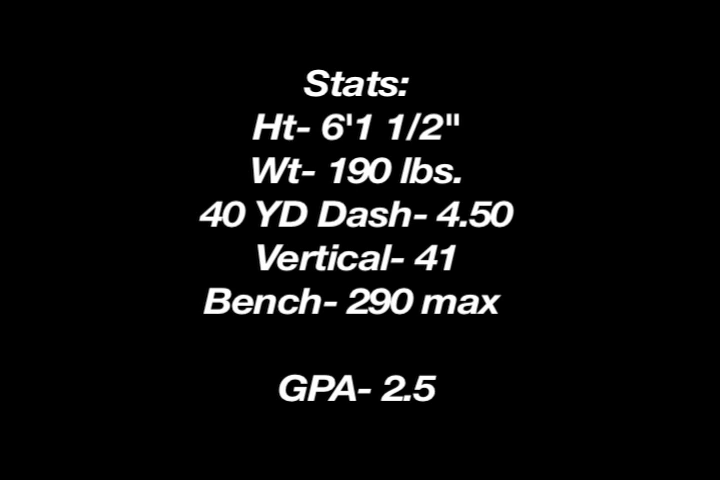 Stats:
Ht- 6'1 1/2"
Wt- 190 lbs.
40 YD Dash- 4.50
Vertical- 41
Bench- 290 max
GPA- 2.5